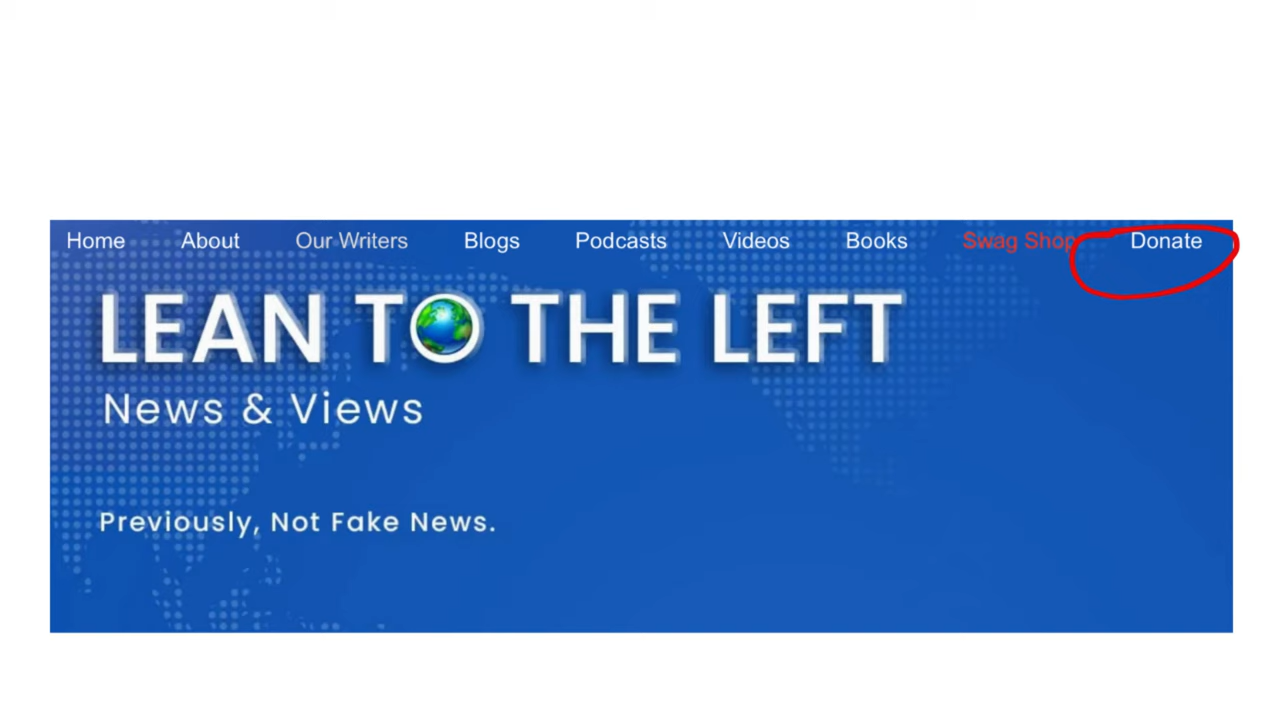 Home About Our Writers Blogs Podcasts Videos Books Swag Shop Donate
LEAN TO THE LEFT
News & Views
Previously, Not Fake News.